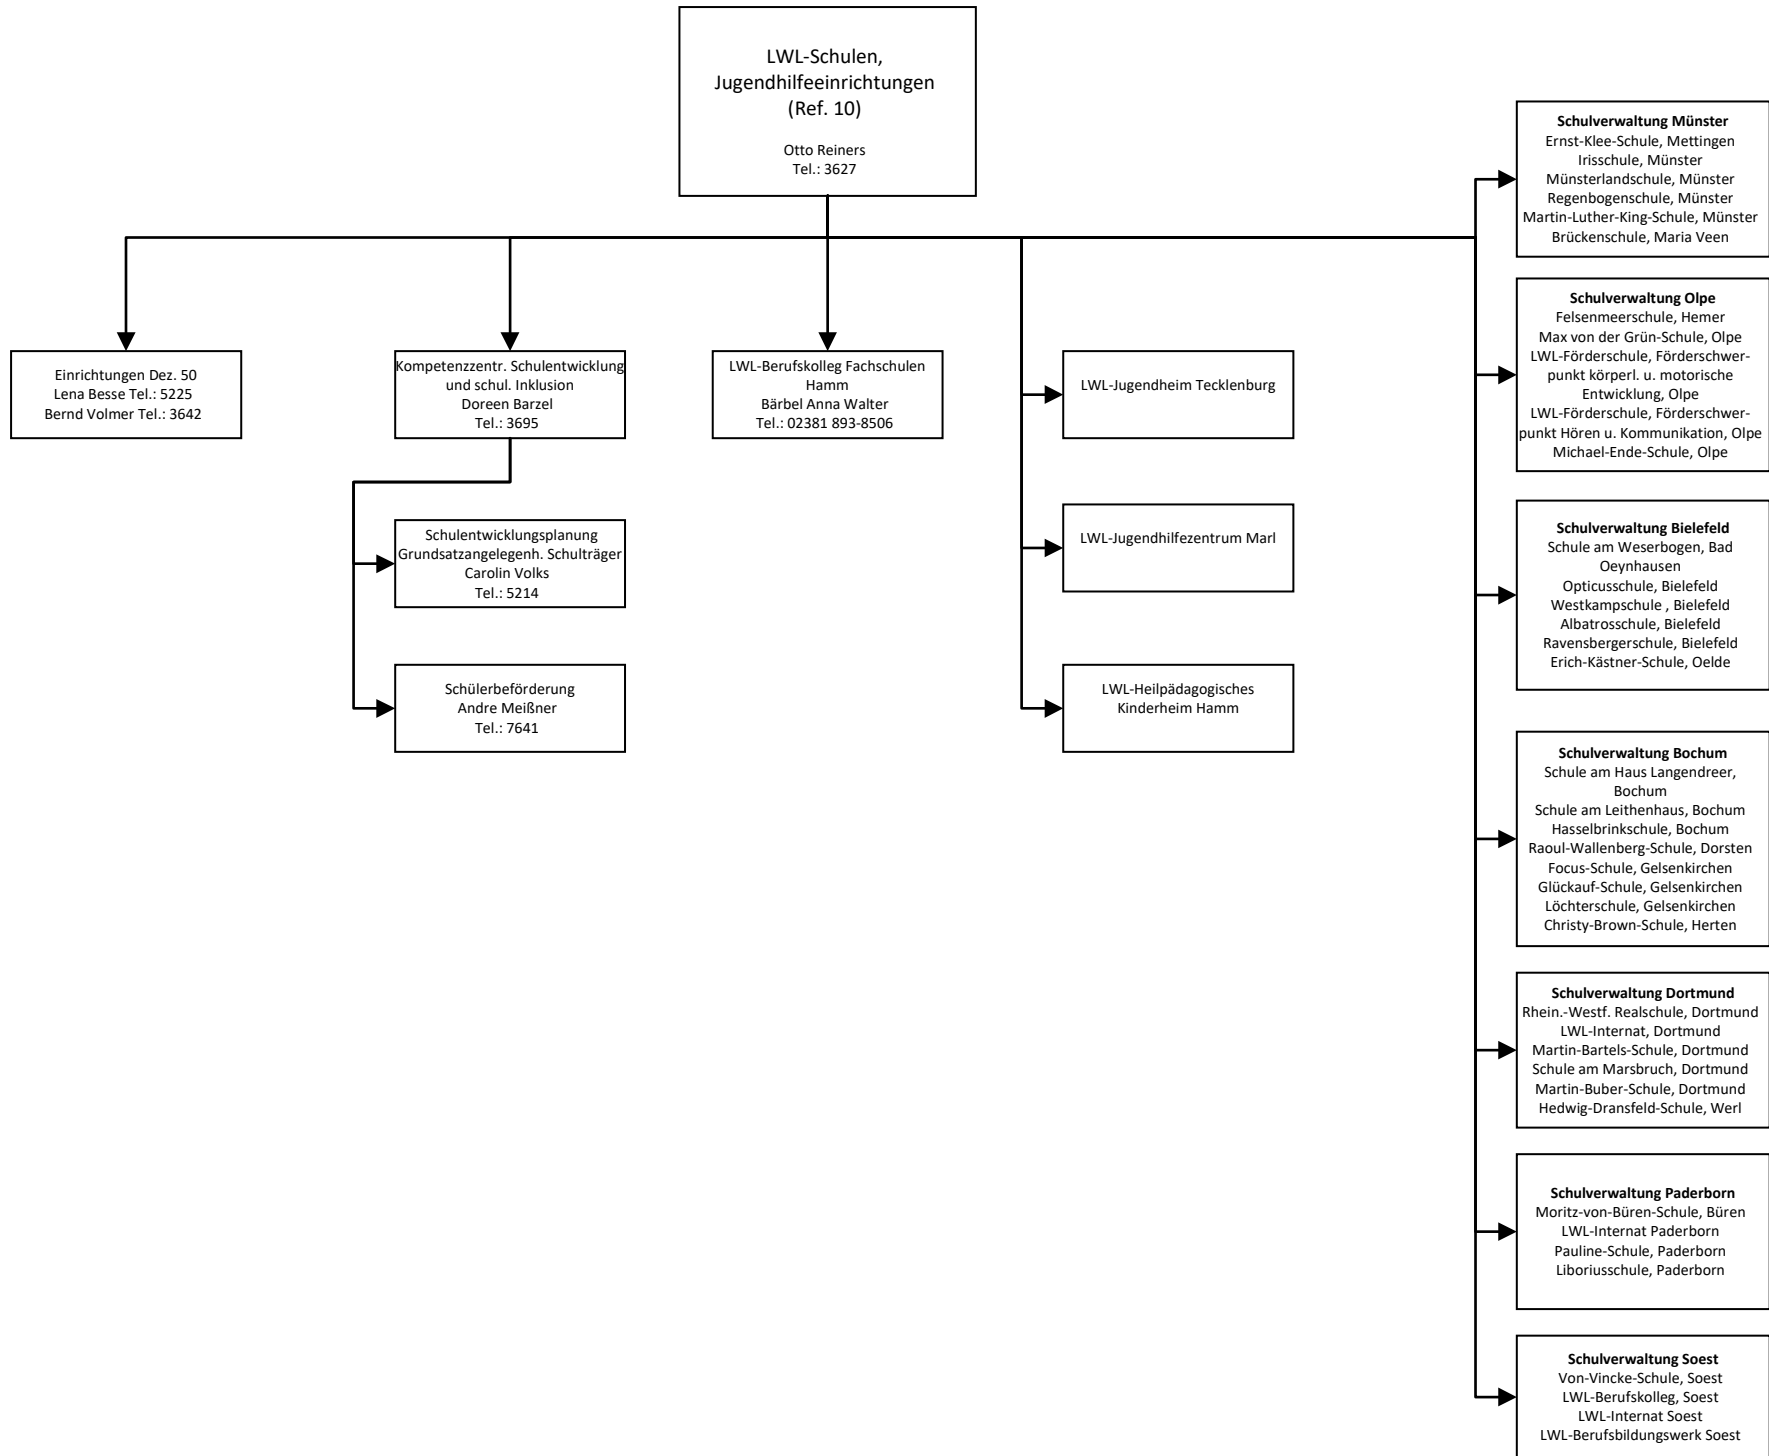 LWL-Schulen,
Jugendhilfeeinrichtungen
(Ref. 10)
Otto Reiners
Tel.: 3627
Einrichtungen Dez. 50
Lena Besse Tel.: 5225
Bernd Volmer Tel.: 3642
Kompetenzzentr. Schulentwicklung
und schul. Inklusion
Doreen Barzel
Tel.: 3695
Schulentwicklungsplanung
Grundsatzangelegenh. Schulträger
Carolin Volks
Tel.: 5214
Schülerbeförderung
Andre Meißner
Tel.: 7641
LWL-Berufskolleg Fachschulen
Hamm
Bärbel Anna Walter
Tel.: 02381 893-8506
LWL-Jugendheim Tecklenburg
LWL-Jugendhilfezentrum Marl
LWL-Heilpädagogisches
Kinderheim Hamm
Schulverwaltung Münster
Ernst-Klee-Schule, Mettingen
Irisschule, Münster
Münsterlandschule, Münster
Regenbogenschule, Münster
Martin-Luther-King-Schule, Münster
Brückenschule, Maria Veen
Schulverwaltung Olpe
Felsenmeerschule, Hemer
Max von der Grün-Schule, Olpe
LWL-Förderschule, Förderschwer-
punkt körperl. u. motorische
Entwicklung, Olpe
LWL-Förderschule, Förderschwer-
punkt Hören u. Kommunikation, Olpe
Michael-Ende-Schule, Olpe
Schulverwaltung Bielefeld
Schule am Weserbogen, Bad
Oeynhausen
Opticusschule, Bielefeld
Westkampschule , Bielefeld
Albatrosschule, Bielefeld
Ravensbergerschule, Bielefeld
Erich-Kästner-Schule, Oelde
Schulverwaltung Bochum
Schule am Haus Langendreer,
Bochum
Schule am Leithenhaus, Bochum
Hasselbrinkschule, Bochum
Raoul-Wallenberg-Schule, Dorsten
Focus-Schule, Gelsenkirchen
Glückauf-Schule, Gelsenkirchen
Löchterschule, Gelsenkirchen
Christy-Brown-Schule, Herten
Schulverwaltung Dortmund
Rhein.-Westf. Realschule, Dortmund
LWL-Internat, Dortmund
Martin-Bartels-Schule, Dortmund
Schule am Marsbruch, Dortmund
Martin-Buber-Schule, Dortmund
Hedwig-Dransfeld-Schule, Werl
Schulverwaltung Paderborn
Moritz-von-Büren-Schule, Büren
LWL-Internat Paderborn
Pauline-Schule, Paderborn
Liboriusschule, Paderborn
Schulverwaltung Soest
Von-Vincke-Schule, Soest
LWL-Berufskolleg, Soest
LWL-Internat Soest
LWL-Berufsbildungswerk Soest